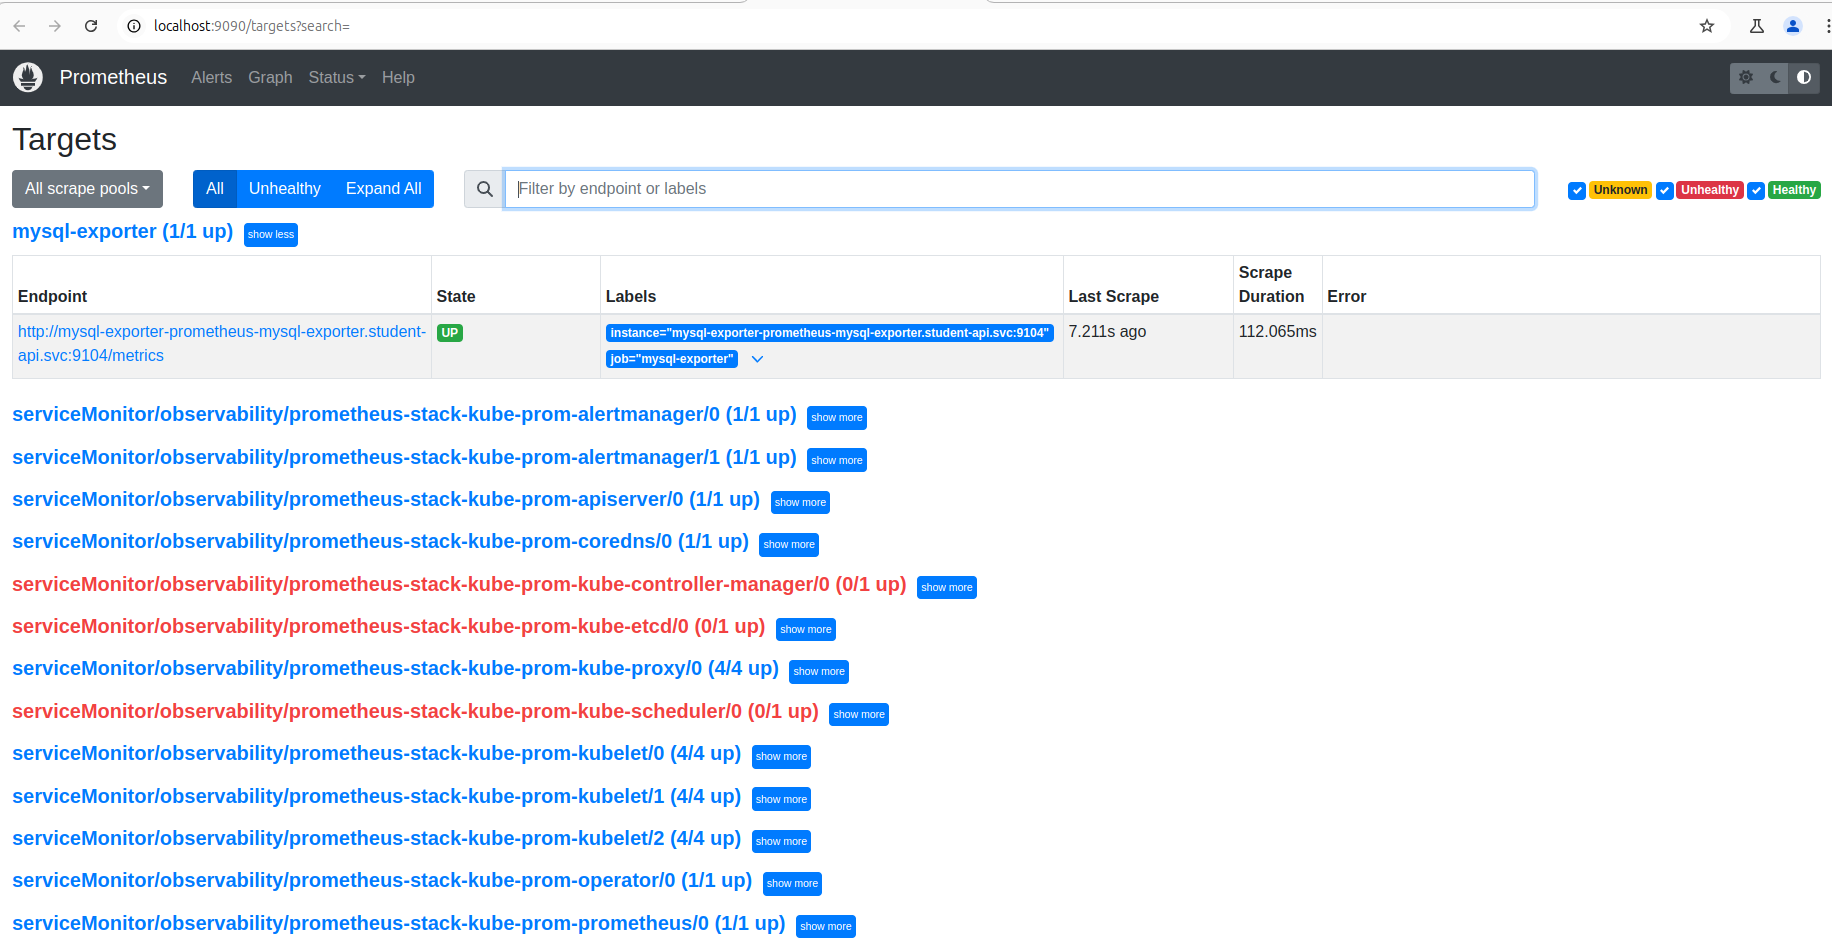 localhost:9090/targets?search=
Prometheus Alerts Graph Status Help
Targets
All scrape pools All Unhealthy Expand All Filter by endpoint or labels Unknown Unhealthy Healthy
mysql-exporter (1/1 up) show less
Endpoint State Labels Last Scrape Scrape Duration Error
http://mysql-exporter-prometheus-mysql-exporter.student- UP instance="mysql-exporter-prometheus-mysql-exporter.student-api.svc:9104" 7.211s ago 112.065ms
api.svc:9104/metrics job="mysql-exporter"
serviceMonitor/observability/prometheus-stack-kube-prom-alertmanager/0 (1/1 up) show more
serviceMonitor/observability/prometheus-stack-kube-prom-alertmanager/1 (1/1 up) show more
serviceMonitor/observability/prometheus-stack-kube-prom-apiserver/0 (1/1 up) show more
serviceMonitor/observability/prometheus-stack-kube-prom-coredns/0 (1/1 up) show more
serviceMonitor/observability/prometheus-stack-kube-prom-kube-controller-manager/0 (0/1 up) show more
serviceMonitor/observability/prometheus-stack-kube-prom-kube-etcd/0 (0/1 up) show more
serviceMonitor/observability/prometheus-stack-kube-prom-kube-proxy/0 (4/4 up) show more
serviceMonitor/observability/prometheus-stack-kube-prom-kube-scheduler/0 (0/1 up) show more
serviceMonitor/observability/prometheus-stack-kube-prom-kubelet/0 (4/4 up) show more
serviceMonitor/observability/prometheus-stack-kube-prom-kubelet/1 (4/4 up) show more
serviceMonitor/observability/prometheus-stack-kube-prom-kubelet/2 (4/4 up) show more
serviceMonitor/observability/prometheus-stack-kube-prom-operator/0 (1/1 up) show more
serviceMonitor/observability/prometheus-stack-kube-prom-prometheus/0 (1/1 up) show more